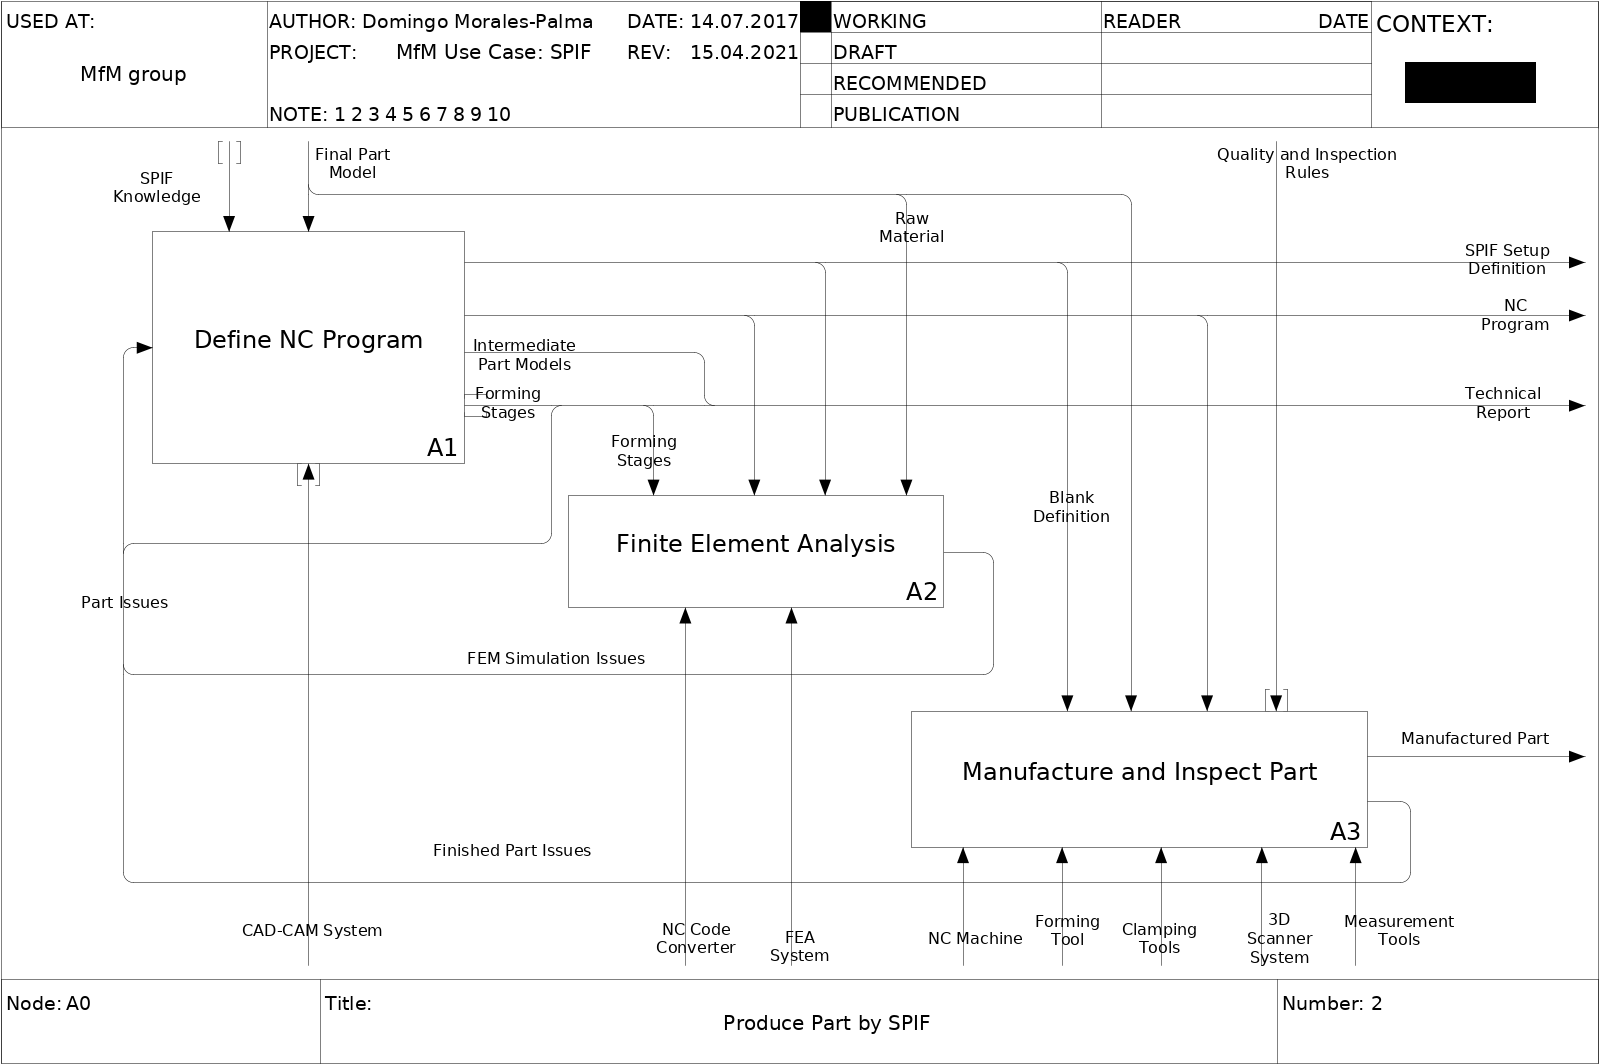 USED AT:
MfM group
AUTHOR: Domingo Morales-Palma
DATE: 14.07.2017
PROJECT: MfM Use Case: SPIF
REV: 15.04.2021
NOTE: 1 2 3 4 5 6 7 8 9 10
WORKING
DRAFT
RECOMMENDED
PUBLICATION
READER
DATE
CONTEXT:
SPIF
Knowledge
Final Part
Model
Quality and Inspection
Rules
Raw
Material
SPIF Setup
Definition
NC
Program
Define NC Program
A1
Intermediate
Part Models
Forming
Stages
Technical
Report
Forming
Stages
Blank
Definition
Finite Element Analysis
A2
Part Issues
FEM Simulation Issues
Manufactured Part
Manufacture and Inspect Part
A3
Finished Part Issues
CAD-CAM System
NC Code
Converter
FEA
System
NC Machine
Forming
Tool
Clamping
Tools
3D
Scanner
System
Measurement
Tools
Node: A0
Title:
Produce Part by SPIF
Number: 2